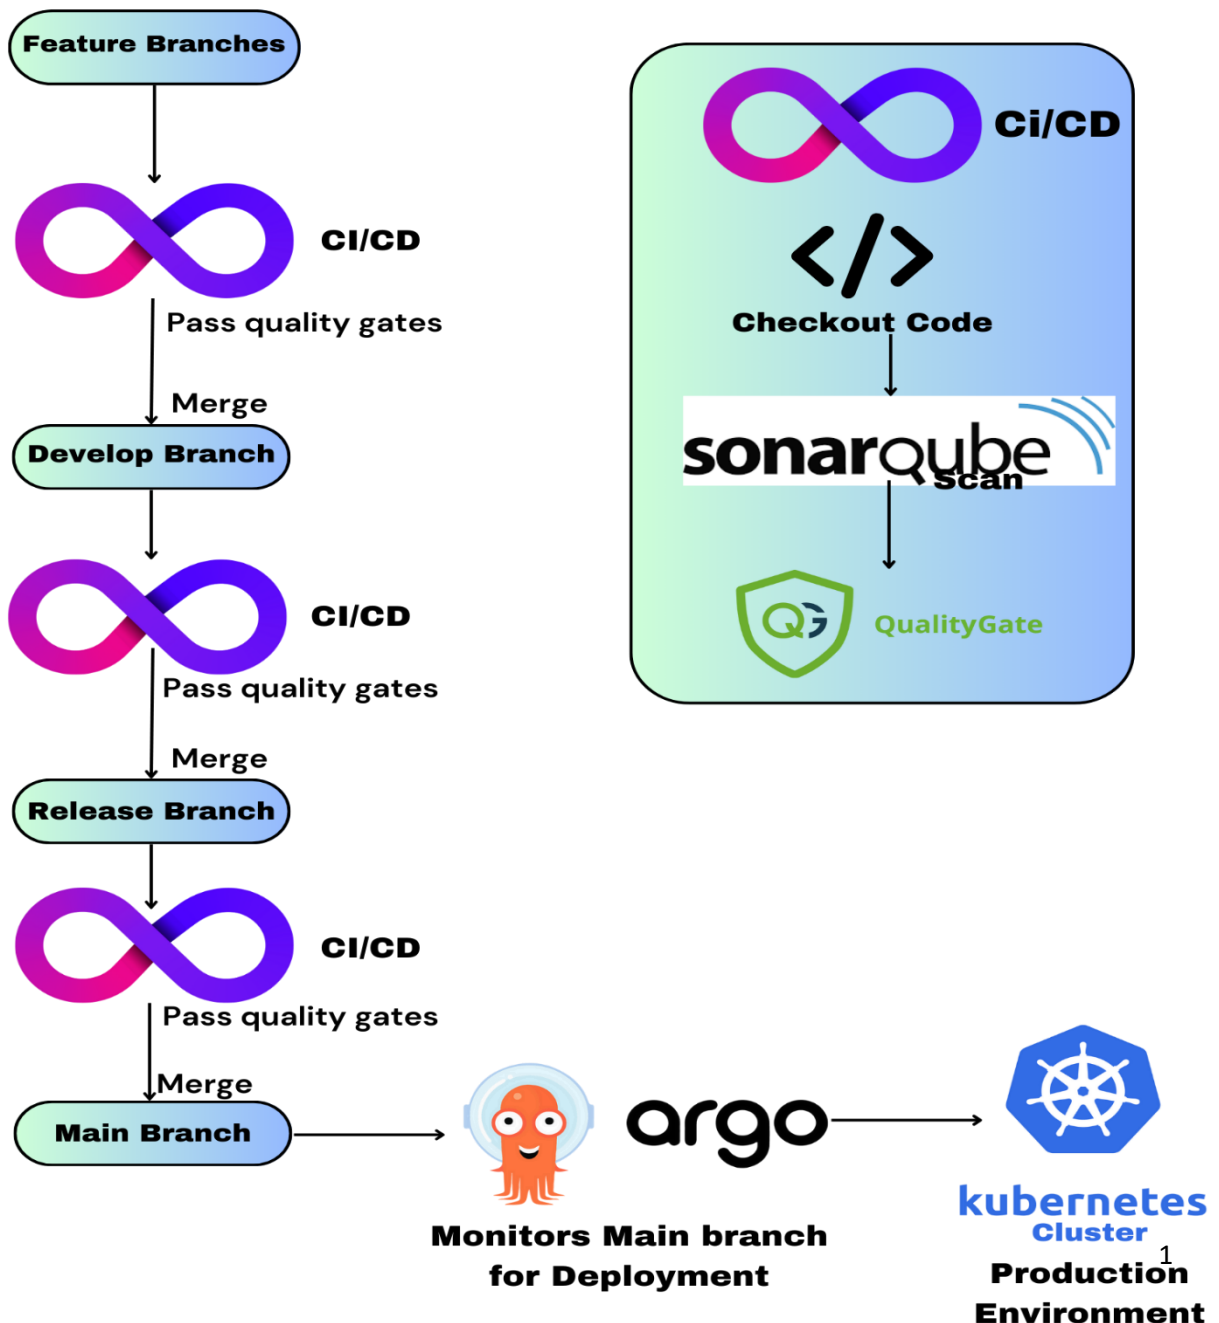 Feature Branches
CI/CD
Pass quality gates
Merge
Develop Branch
CI/CD
Pass quality gates
Merge
Release Branch
CI/CD
Pass quality gates
Merge
Main Branch
argo
Monitors Main branch
for Deployment
kubernetes
Cluster
1
Production
Environment
Ci/CD
</>
Checkout Code
sonarqube
Scan
QG
QualityGate